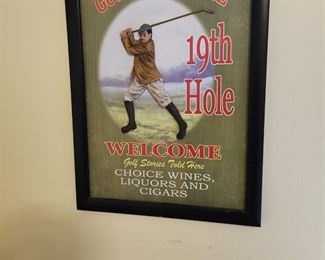 19th
Hole
WELCOME
Golf Stories Told Here
CHOICE WINES,
LIQUORS AND
CIGARS